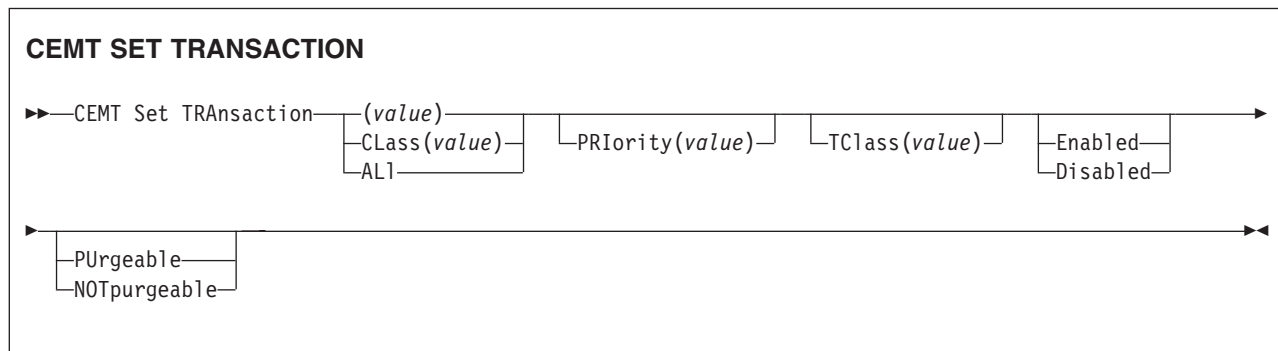 CEMT SET TRANSACTION
CEMT Set TRAnsaction (value) PRIority(value) TClass(value) Enabled
CLass(value) Disabled
ALl
PUrgeable
NOTpurgeable